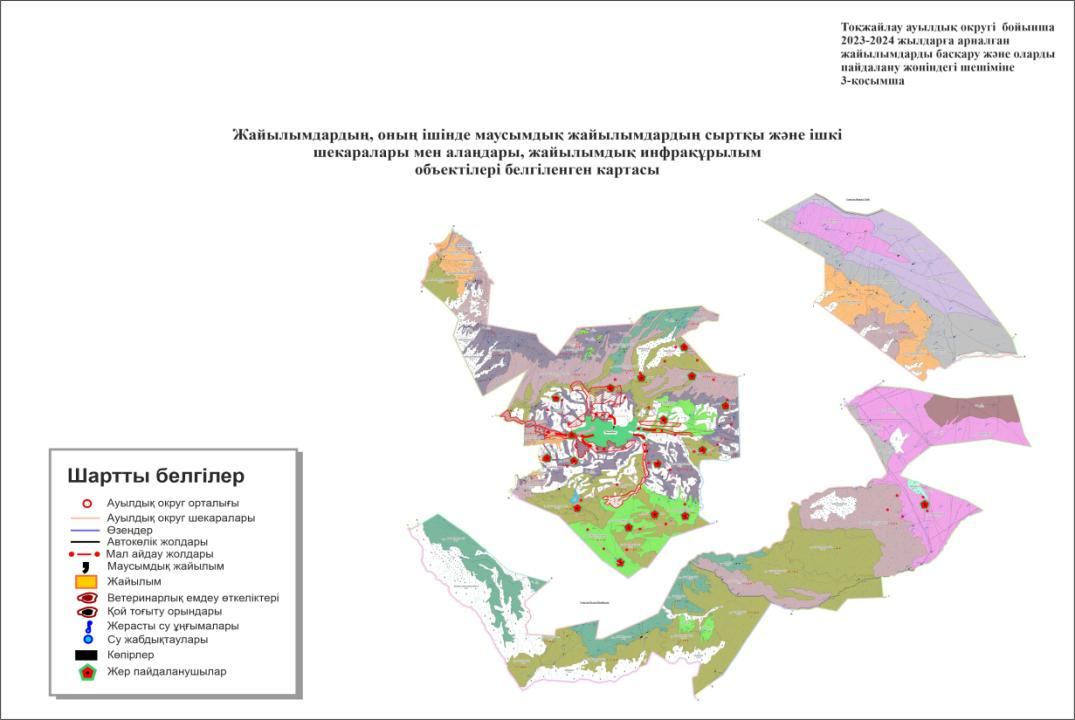 Тоқжайлау ауылдық округі бойынша
2023-2024 жылдарға арналған
жайылымдарды басқару және оларды
пайдалану жөніндегі шешіміне
3-қосымша
Жайылымдардың, оның ішінде маусымдық жайылымдардың сыртқы және ішкі
шекаралары мен алаңдары, жайылымдық инфрақұрылым
объектілері белгіленген картасы
Шартты белгілер
Ауылдық округ орталығы
Ауылдық округ шекаралары
Өзендер
Автокөлік жолдары
Мал айдау жолдары
Маусымдық жайылым
Жайылым
Ветеринарлық емдеу өткеліктері
Қой тоғыту орындары
Жерасты су ұңғымалары
Су жабдықтаулары
Көпірлер
Жер пайдаланушылар